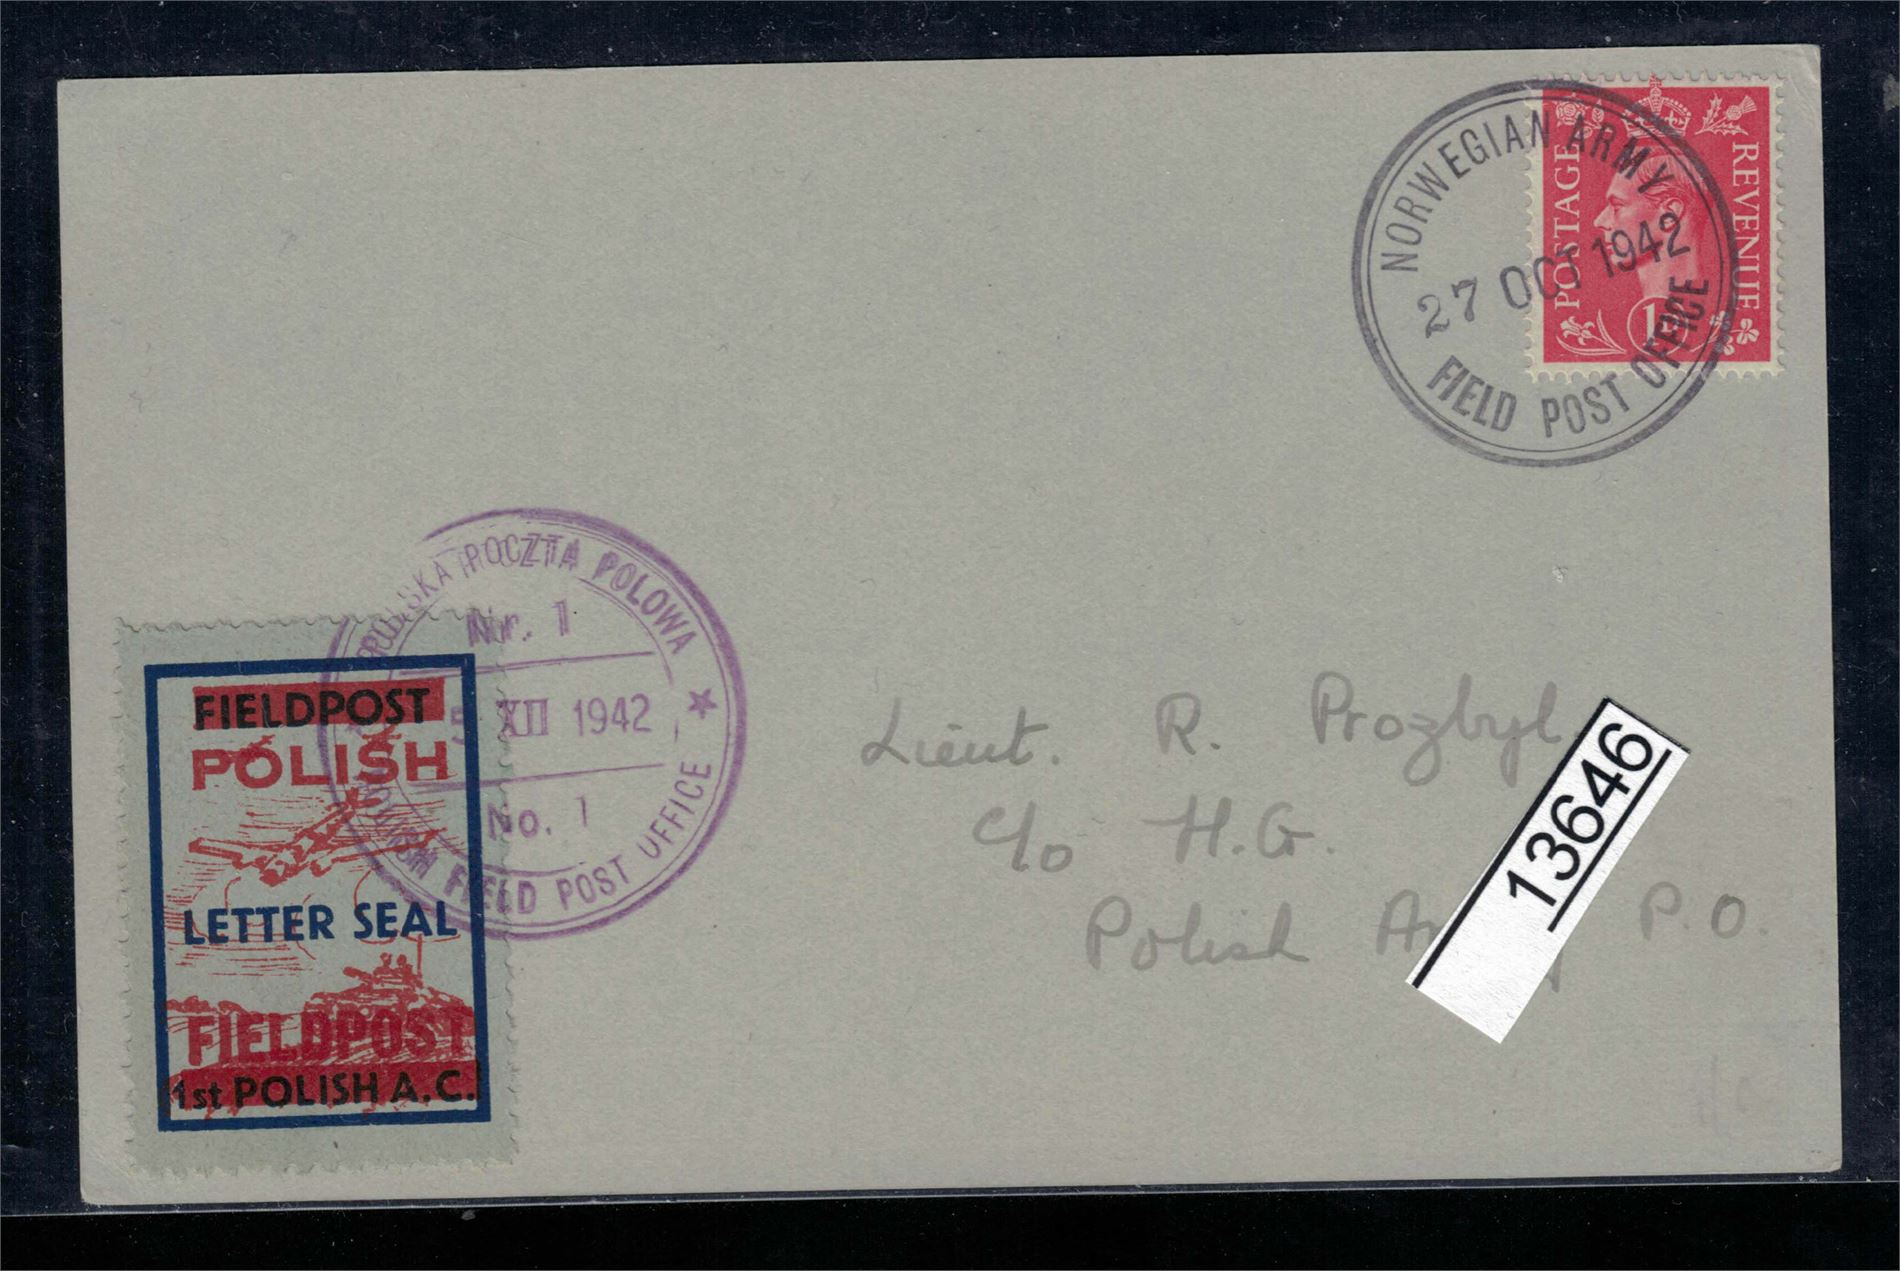 NORWEGIAN ARMY
27 OCT 1942
FIELD POST OFFICE
POSTAGE
REVENUE
POCZTA POLOWA
Nr. 1
XII 1942
No. 1
FIELD POST OFFICE
FIELDPOST
POLISH
LETTER SEAL
FIELDPOST
1st POLISH A.C.
Lieut. R. Prozbyl
c/o H.G.
Polish P.O.
13646